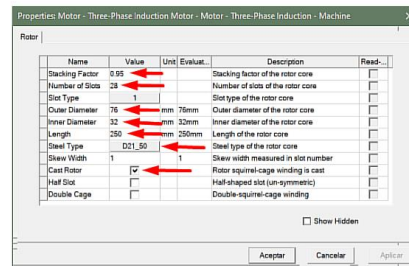 Properties: Motor - Three-Phase Induction Motor - Motor - Three-Phase Induction - Machine
Rotor
Name Value Unit Evaluat... Description Read-...
Stacking Factor 0.95 Stacking factor of the rotor core
Number of Slots 28 Number of slots of the rotor core
Slot Type 1 Slot type of the rotor core
Outer Diameter 76 mm 76mm Outer diameter of the rotor core
Inner Diameter 32 mm 32mm Inner diameter of the rotor core
Length 250 mm 250mm Length of the rotor core
Steel Type D21_50 Steel type of the rotor core
Skew Width 1 1 Skew width measured in slot number
Cast Rotor Rotor squirrel-cage winding is cast
Half Slot Half-shaped slot (un-symmetric)
Double Cage Double-squirrel-cage winding
Show Hidden
Aceptar Cancelar Aplicar